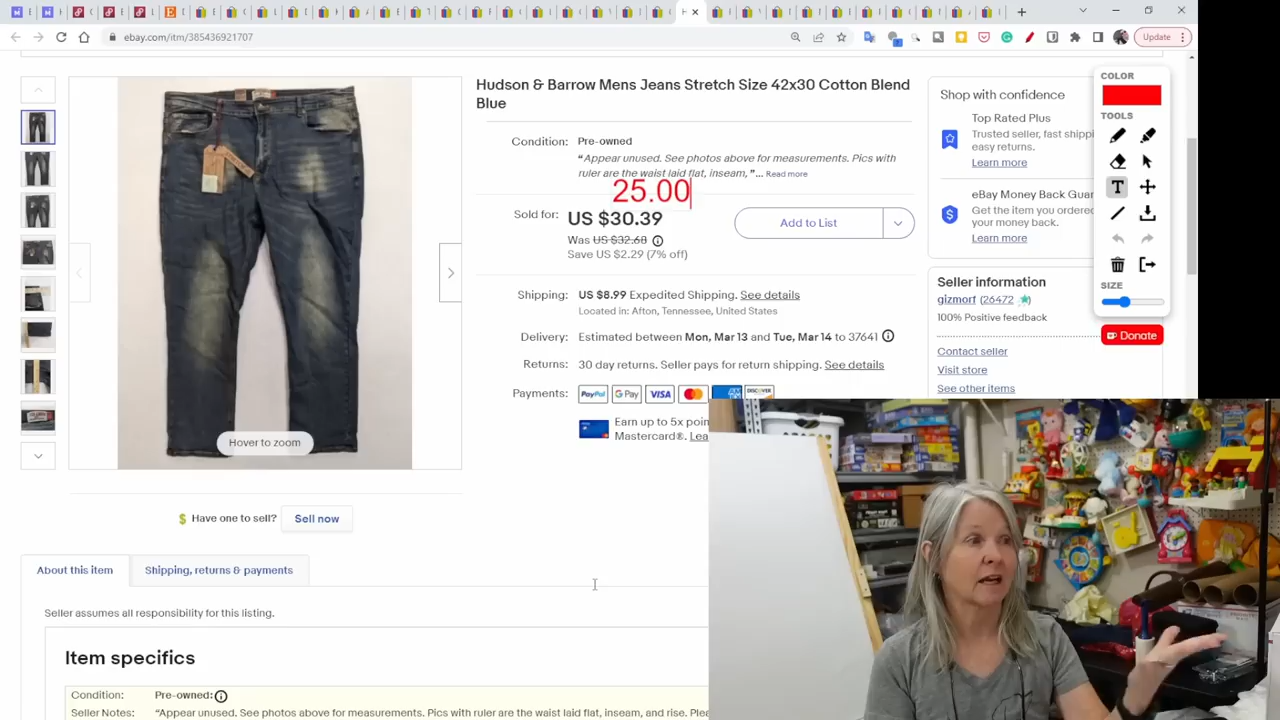 ebay.com/itm/385436921707
Update
Hudson & Barrow Mens Jeans Stretch Size 42x30 Cotton Blend
Blue
Condition: Pre-owned
“Appear unused. See photos above for measurements. Pics with
ruler are the waist laid flat, inseam,” ... Read more
25.00
Sold for: US $30.39
Was US $32.68
Save US $2.29 (7% off)
Add to List
Shipping: US $8.99 Expedited Shipping. See details
Located in: Afton, Tennessee, United States
Delivery: Estimated between Mon, Mar 13 and Tue, Mar 14 to 37641
Returns: 30 day returns. Seller pays for return shipping. See details
Payments: PayPal G Pay VISA DISCOVER
Earn up to 5x poin
Mastercard®. Lea
Hover to zoom
Have one to sell? Sell now
About this item
Shipping, returns & payments
Seller assumes all responsibility for this listing.
Item specifics
Condition: Pre-owned:
Seller Notes: “Appear unused. See photos above for measurements. Pics with ruler are the waist laid flat, inseam, and rise. Ple
Shop with confidence
Top Rated Plus
Trusted seller, fast shippi
easy returns.
Learn more
eBay Money Back Guar
Get the item you ordere
your money back.
Learn more
Seller information
gizmorf (26472
100% Positive feedback
Contact seller
Visit store
See other items
COLOR
TOOLS
T
SIZE
Donate